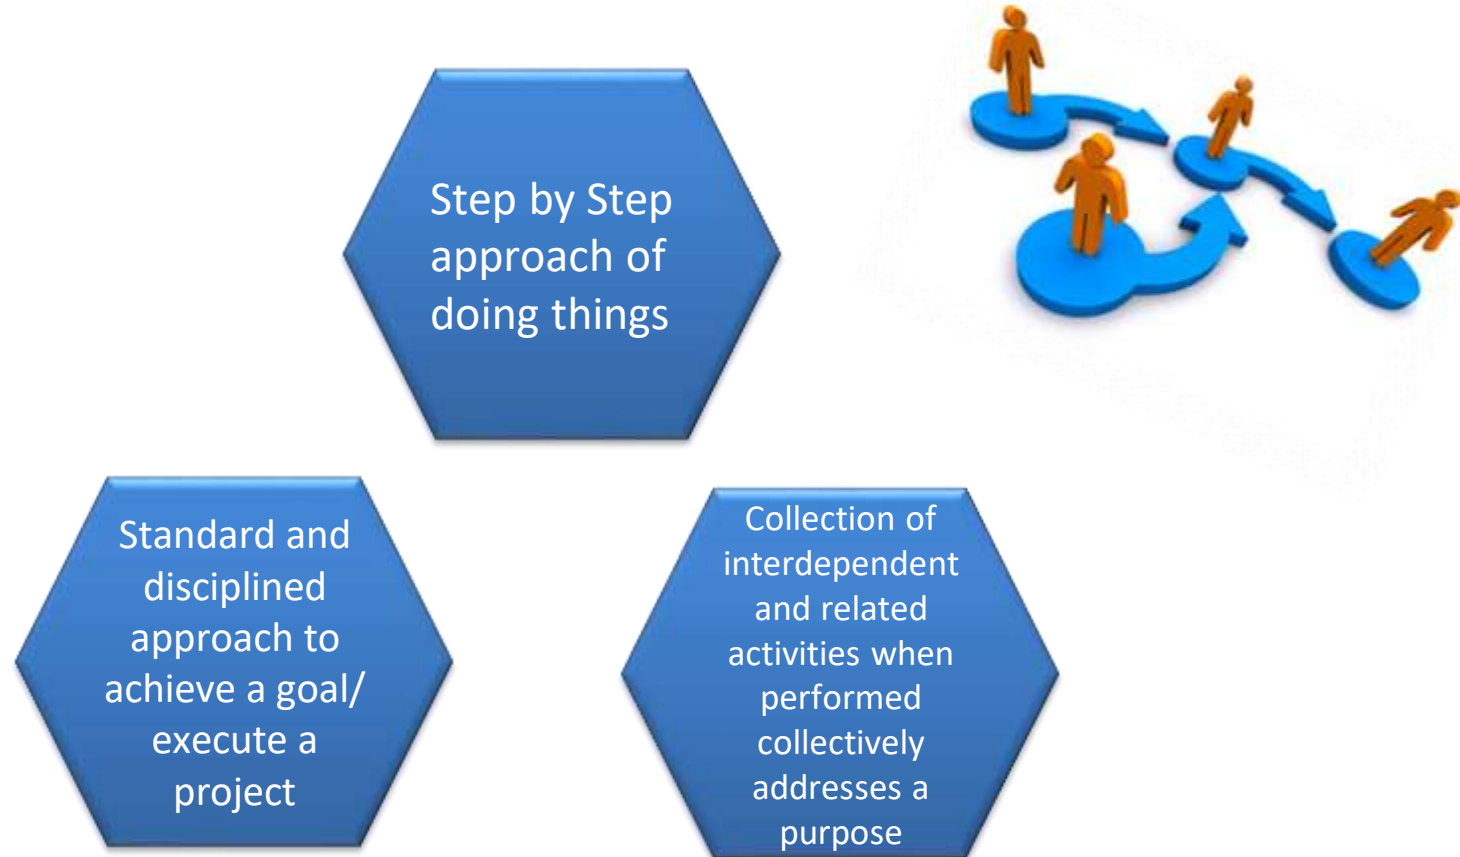 Step by Step
approach of
doing things
Standard and
disciplined
approach to
achieve a goal/
execute a
project
Collection of
interdependent
and related
activities when
performed
collectively
addresses a
purpose